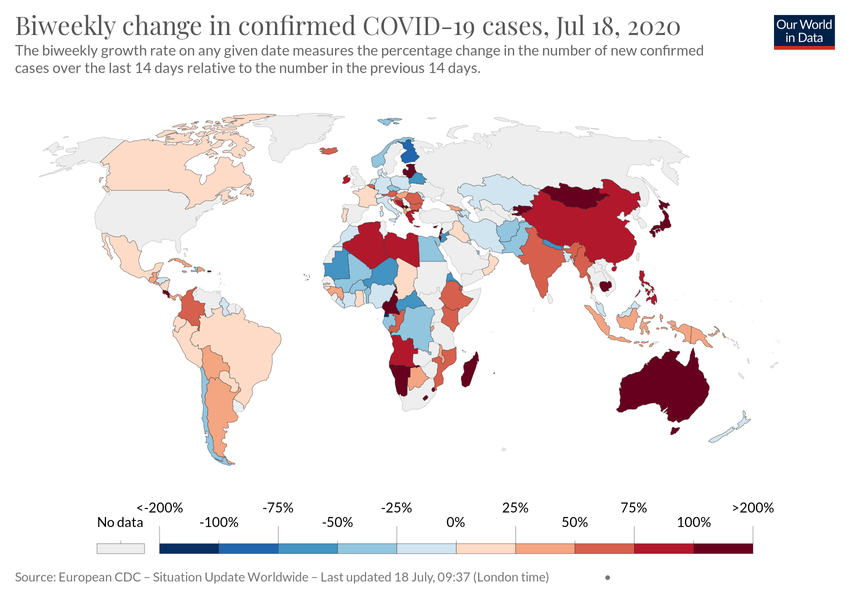 Biweekly change in confirmed COVID-19 cases, Jul 18, 2020
Our World
in Data
The biweekly growth rate on any given date measures the percentage change in the number of new confirmed
cases over the last 14 days relative to the number in the previous 14 days.
<-200% -75% -25% 25% 75% >200%
No data -100% -50% 0% 50% 100%
Source: European CDC – Situation Update Worldwide – Last updated 18 July, 09:37 (London time) •